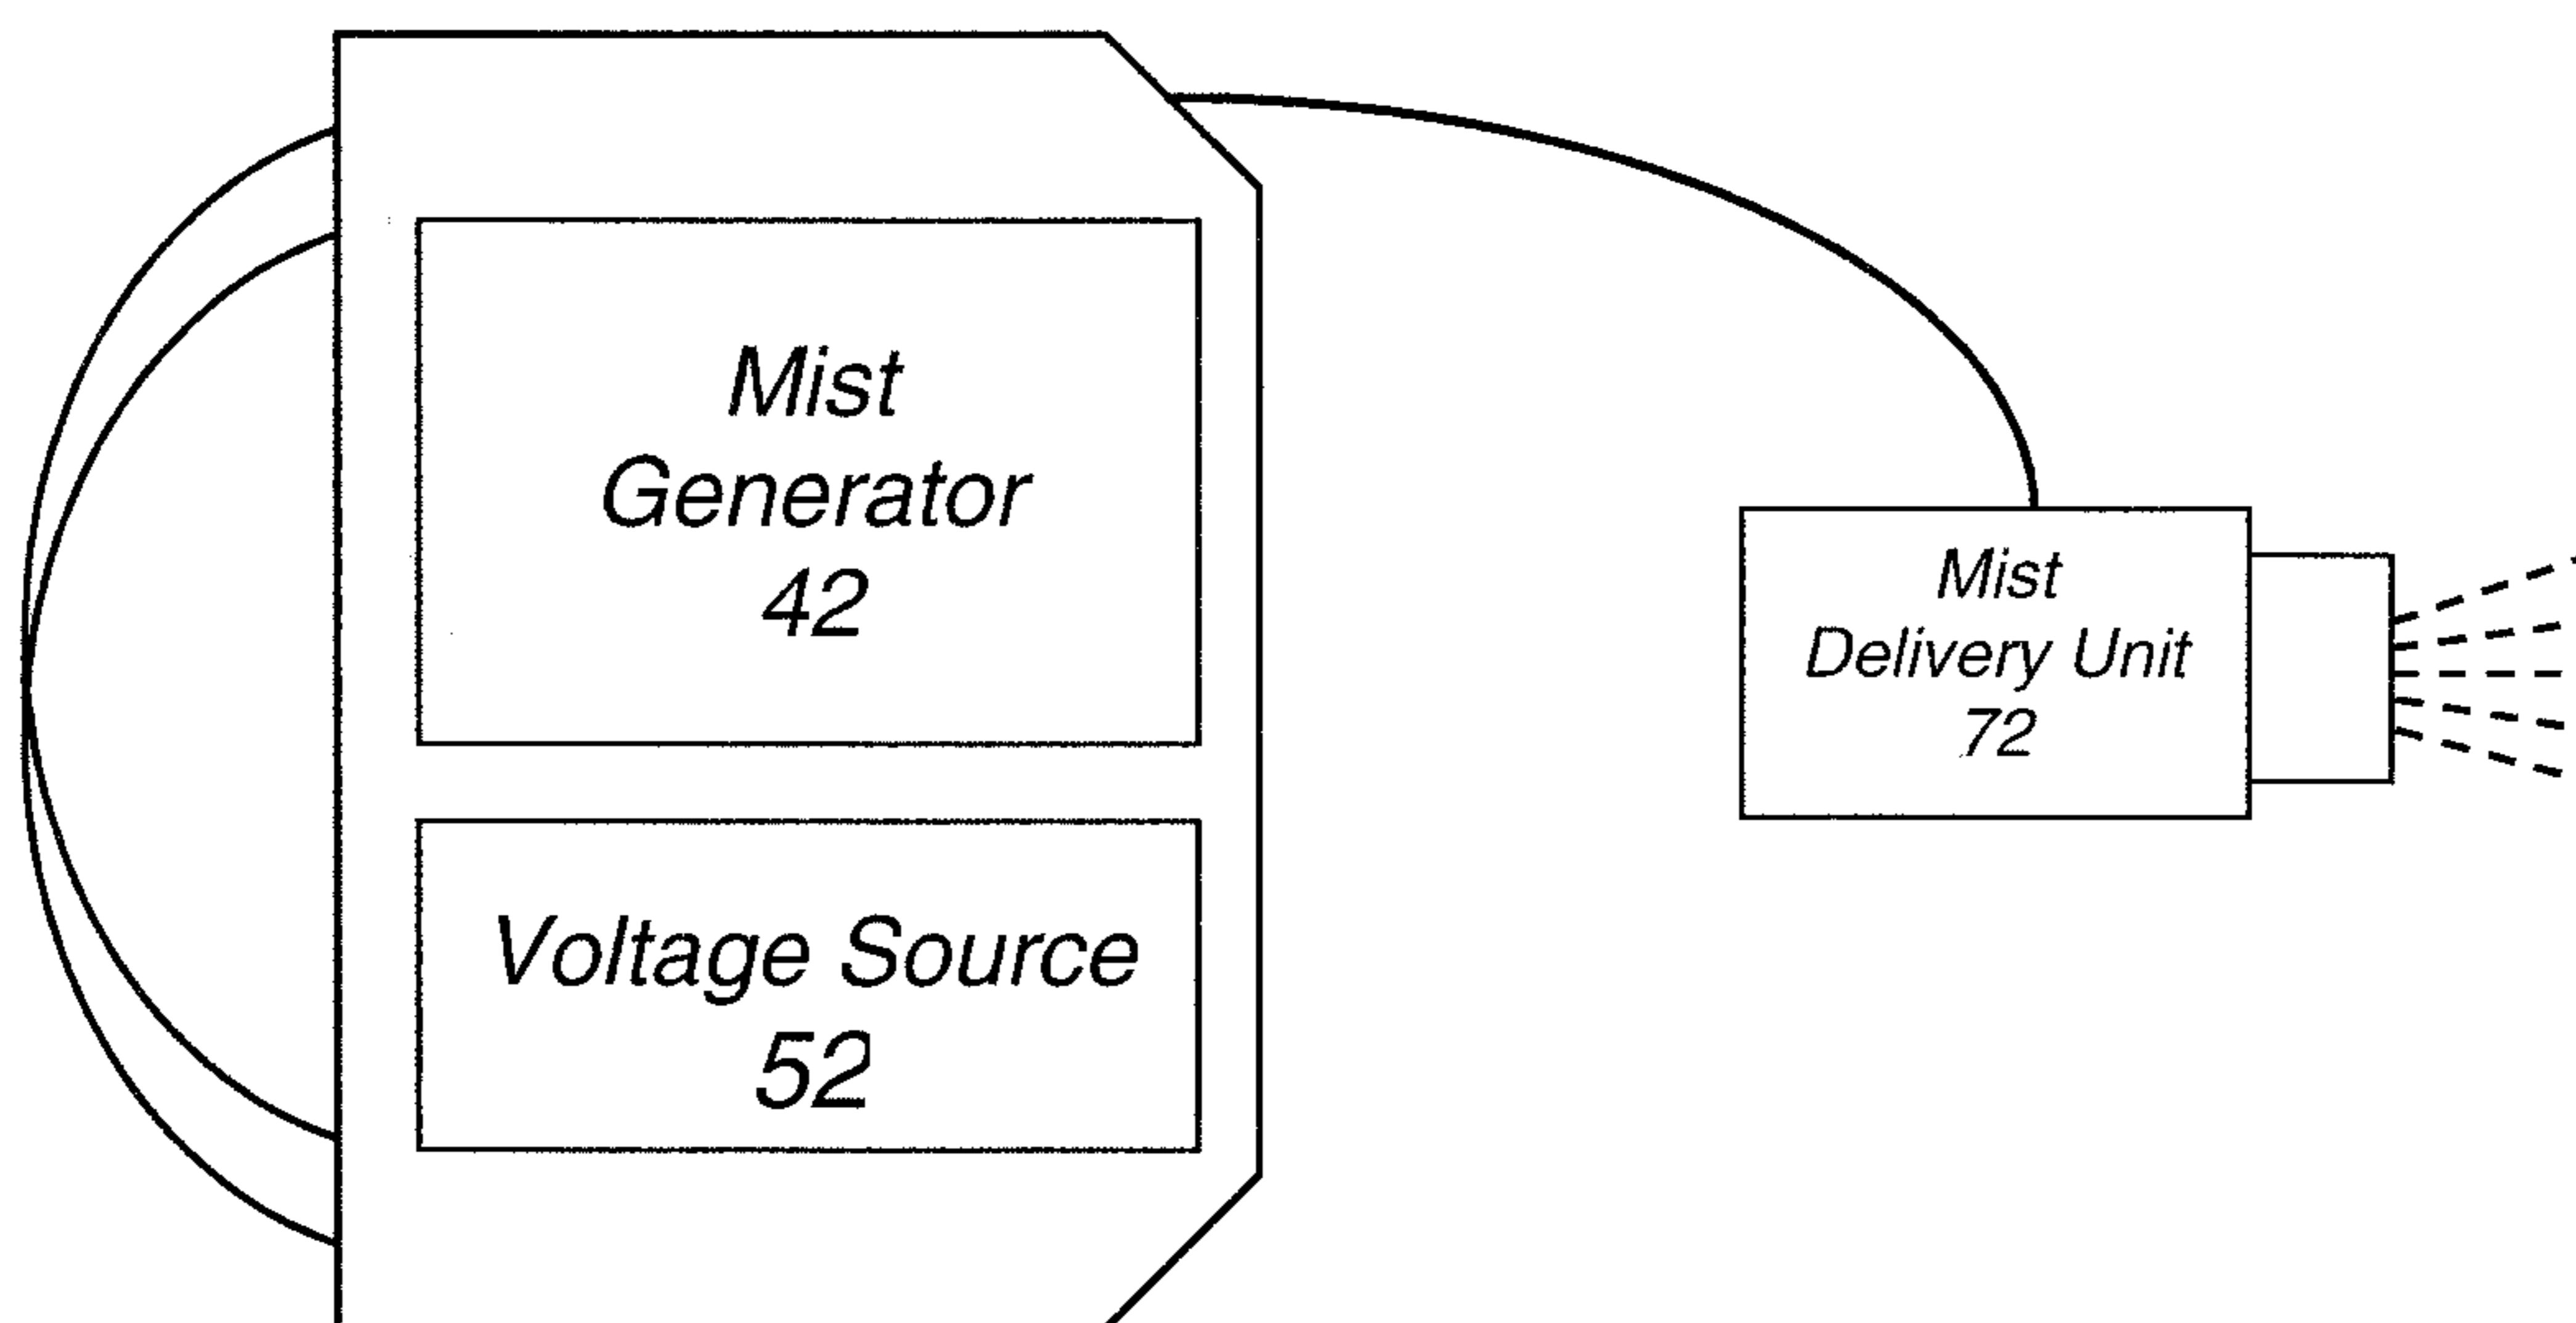 Mist
Generator
42
Voltage Source
52
Mist
Delivery Unit
72